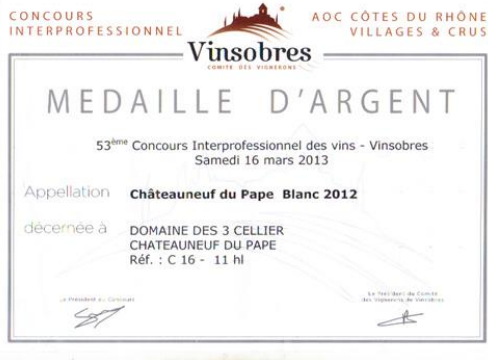 CONCOURS
INTERPROFESSIONNEL
AOC CÔTES DU RHÔNE
VILLAGES & CRUS
Vinsobres
COMITÉ DES VIGNERONS
MEDAILLE D'ARGENT
53ème Concours Interprofessionnel des vins - Vinsobres
Samedi 16 mars 2013
Appellation Châteauneuf du Pape Blanc 2012
décernée à DOMAINE DES 3 CELLIER
CHATEAUNEUF DU PAPE
Réf. : C 16 - 11 hl
Le Président du Concours
Le Président du Comité
des Vignerons de Vinsobres